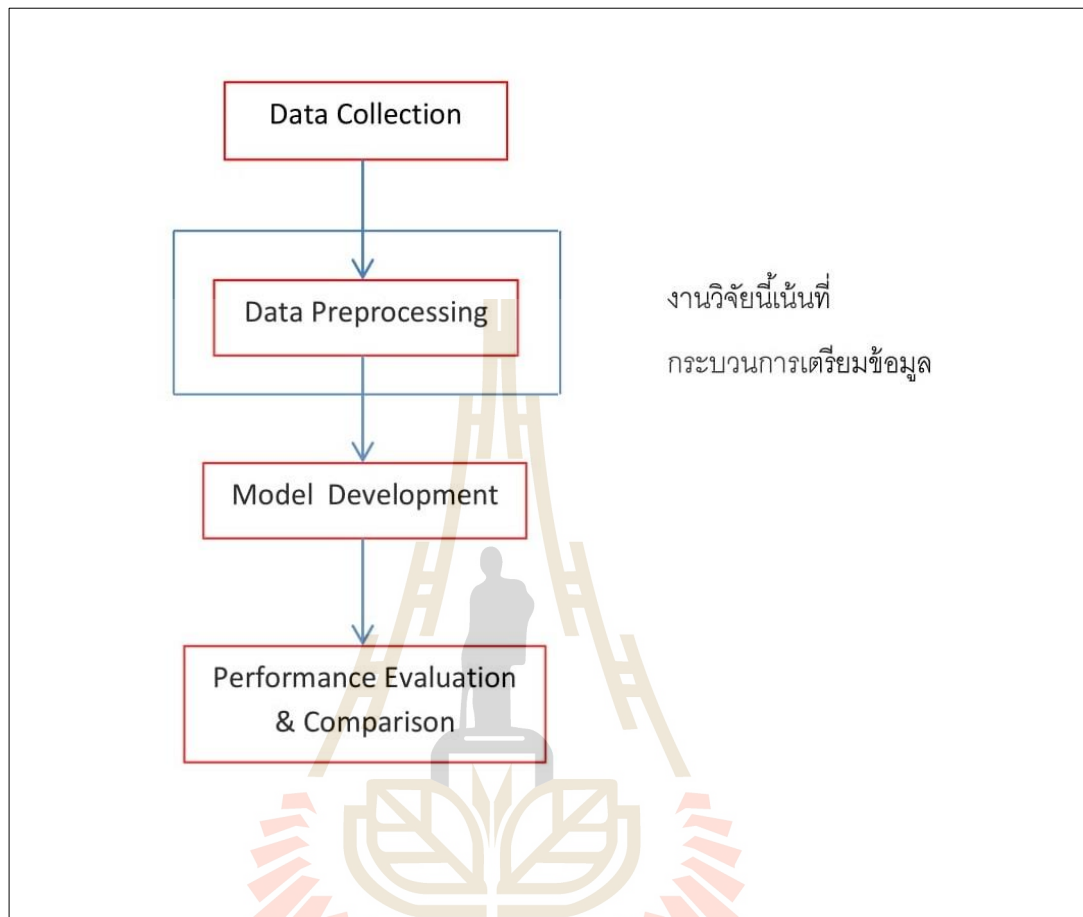 Data Collection
Data Preprocessing
งานวิจัยนี้เน้นที่
กระบวนการเตรียมข้อมูล
Model Development
Performance Evaluation
& Comparison